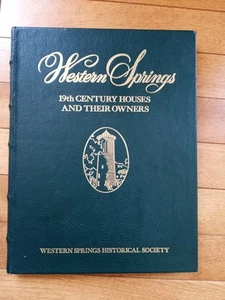 Western Springs
19th CENTURY HOUSES
AND THEIR OWNERS
WESTERN SPRINGS HISTORICAL SOCIETY